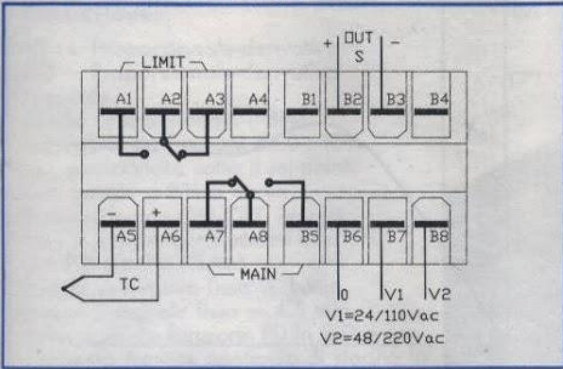 + OUT -
S
LIMIT
A1 A2 A3 A4 B1 B2 B3 B4
- +
A5 A6 A7 A8 B5 B6 B7 B8
TC
MAIN
0 V1 V2
V1=24/110Vac
V2=48/220Vac